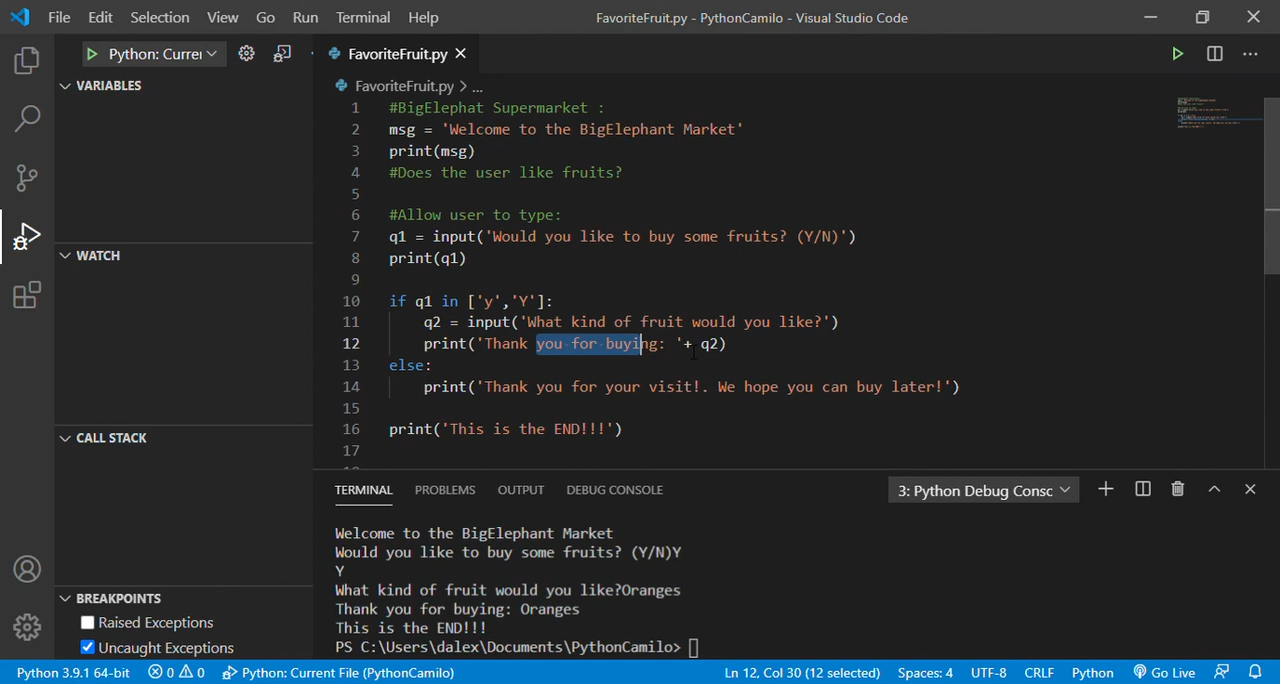 File Edit Selection View Go Run Terminal Help FavoriteFruit.py - PythonCamilo - Visual Studio Code
Python: Curre FavoriteFruit.py
VARIABLES
WATCH
CALL STACK
BREAKPOINTS
Raised Exceptions
Uncaught Exceptions
FavoriteFruit.py > ...
1 #BigElephat Supermarket :
2 msg = 'Welcome to the BigElephant Market'
3 print(msg)
4 #Does the user like fruits?
5
6 #Allow user to type:
7 q1 = input('Would you like to buy some fruits? (Y/N)')
8 print(q1)
9
10 if q1 in ['y','Y']:
11 q2 = input('What kind of fruit would you like?')
12 print('Thank you for buying: '+ q2)
13 else:
14 print('Thank you for your visit!. We hope you can buy later!')
15
16 print('This is the END!!!')
17
TERMINAL PROBLEMS OUTPUT DEBUG CONSOLE 3: Python Debug Consc
Welcome to the BigElephant Market
Would you like to buy some fruits? (Y/N)Y
Y
What kind of fruit would you like?Oranges
Thank you for buying: Oranges
This is the END!!!
PS C:\Users\dalex\Documents\PythonCamilo>
Python 3.9.1 64-bit 0 0 Python: Current File (PythonCamilo) Ln 12, Col 30 (12 selected) Spaces: 4 UTF-8 CRLF Python Go Live